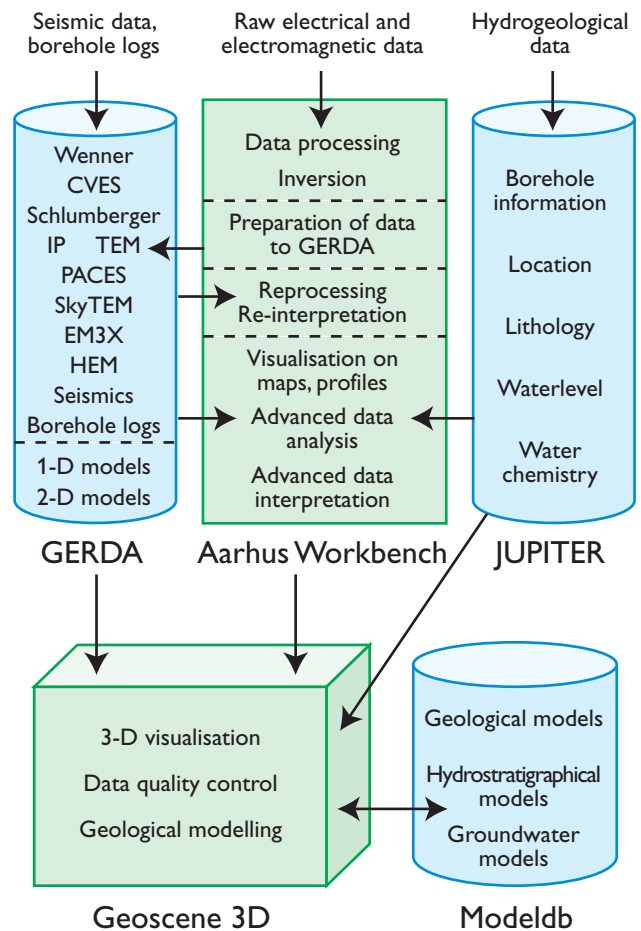 Seismic data,
borehole logs
Raw electrical and
electromagnetic data
Hydrogeological
data
Wenner
CVES
Schlumberger
IP TEM
PACES
SkyTEM
EM3X
HEM
Seismics
Borehole logs
1-D models
2-D models
GERDA
Data processing
Inversion
Preparation of data
to GERDA
Reprocessing
Re-interpretation
Visualisation on
maps, profiles
Advanced data
analysis
Advanced data
interpretation
Aarhus Workbench
Borehole
information
Location
Lithology
Waterlevel
Water
chemistry
JUPITER
3-D visualisation
Data quality control
Geological modelling
Geoscene 3D
Geological models
Hydrostratigraphical
models
Groundwater
models
Modeldb